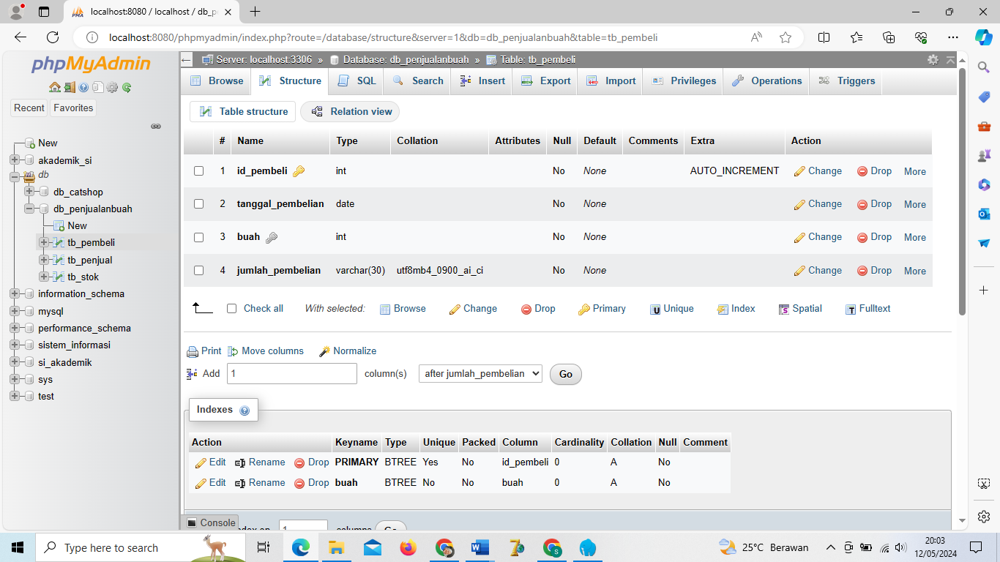 localhost:8080 / localhost / db_p
localhost:8080/phpmyadmin/index.php?route=/database/structure&server=1&db=db_penjualanbuah&table=tb_pembeli
phpMyAdmin
Recent Favorites
New
akademik_si
db
db_catshop
db_penjualanbuah
New
tb_pembeli
tb_penjual
tb_stok
information_schema
mysql
performance_schema
sistem_informasi
si_akademik
sys
test
Server: localhost:3306 » Database: db_penjualanbuah » Table: tb_pembeli
Browse Structure SQL Search Insert Export Import Privileges Operations Triggers
Table structure Relation view
# Name Type Collation Attributes Null Default Comments Extra Action
1 id_pembeli int No None AUTO_INCREMENT Change Drop More
2 tanggal_pembelian date No None Change Drop More
3 buah int No None Change Drop More
4 jumlah_pembelian varchar(30) utf8mb4_0900_ai_ci No None Change Drop More
Check all With selected: Browse Change Drop Primary Unique Index Spatial Fulltext
Print Move columns Normalize
Add 1 column(s) after jumlah_pembelian Go
Indexes
Action Keyname Type Unique Packed Column Cardinality Collation Null Comment
Edit Rename Drop PRIMARY BTREE Yes No id_pembeli 0 A No
Edit Rename Drop buah BTREE No No buah 0 A No
Console
columns Go
Type here to search
25°C Berawan
20:03
12/05/2024